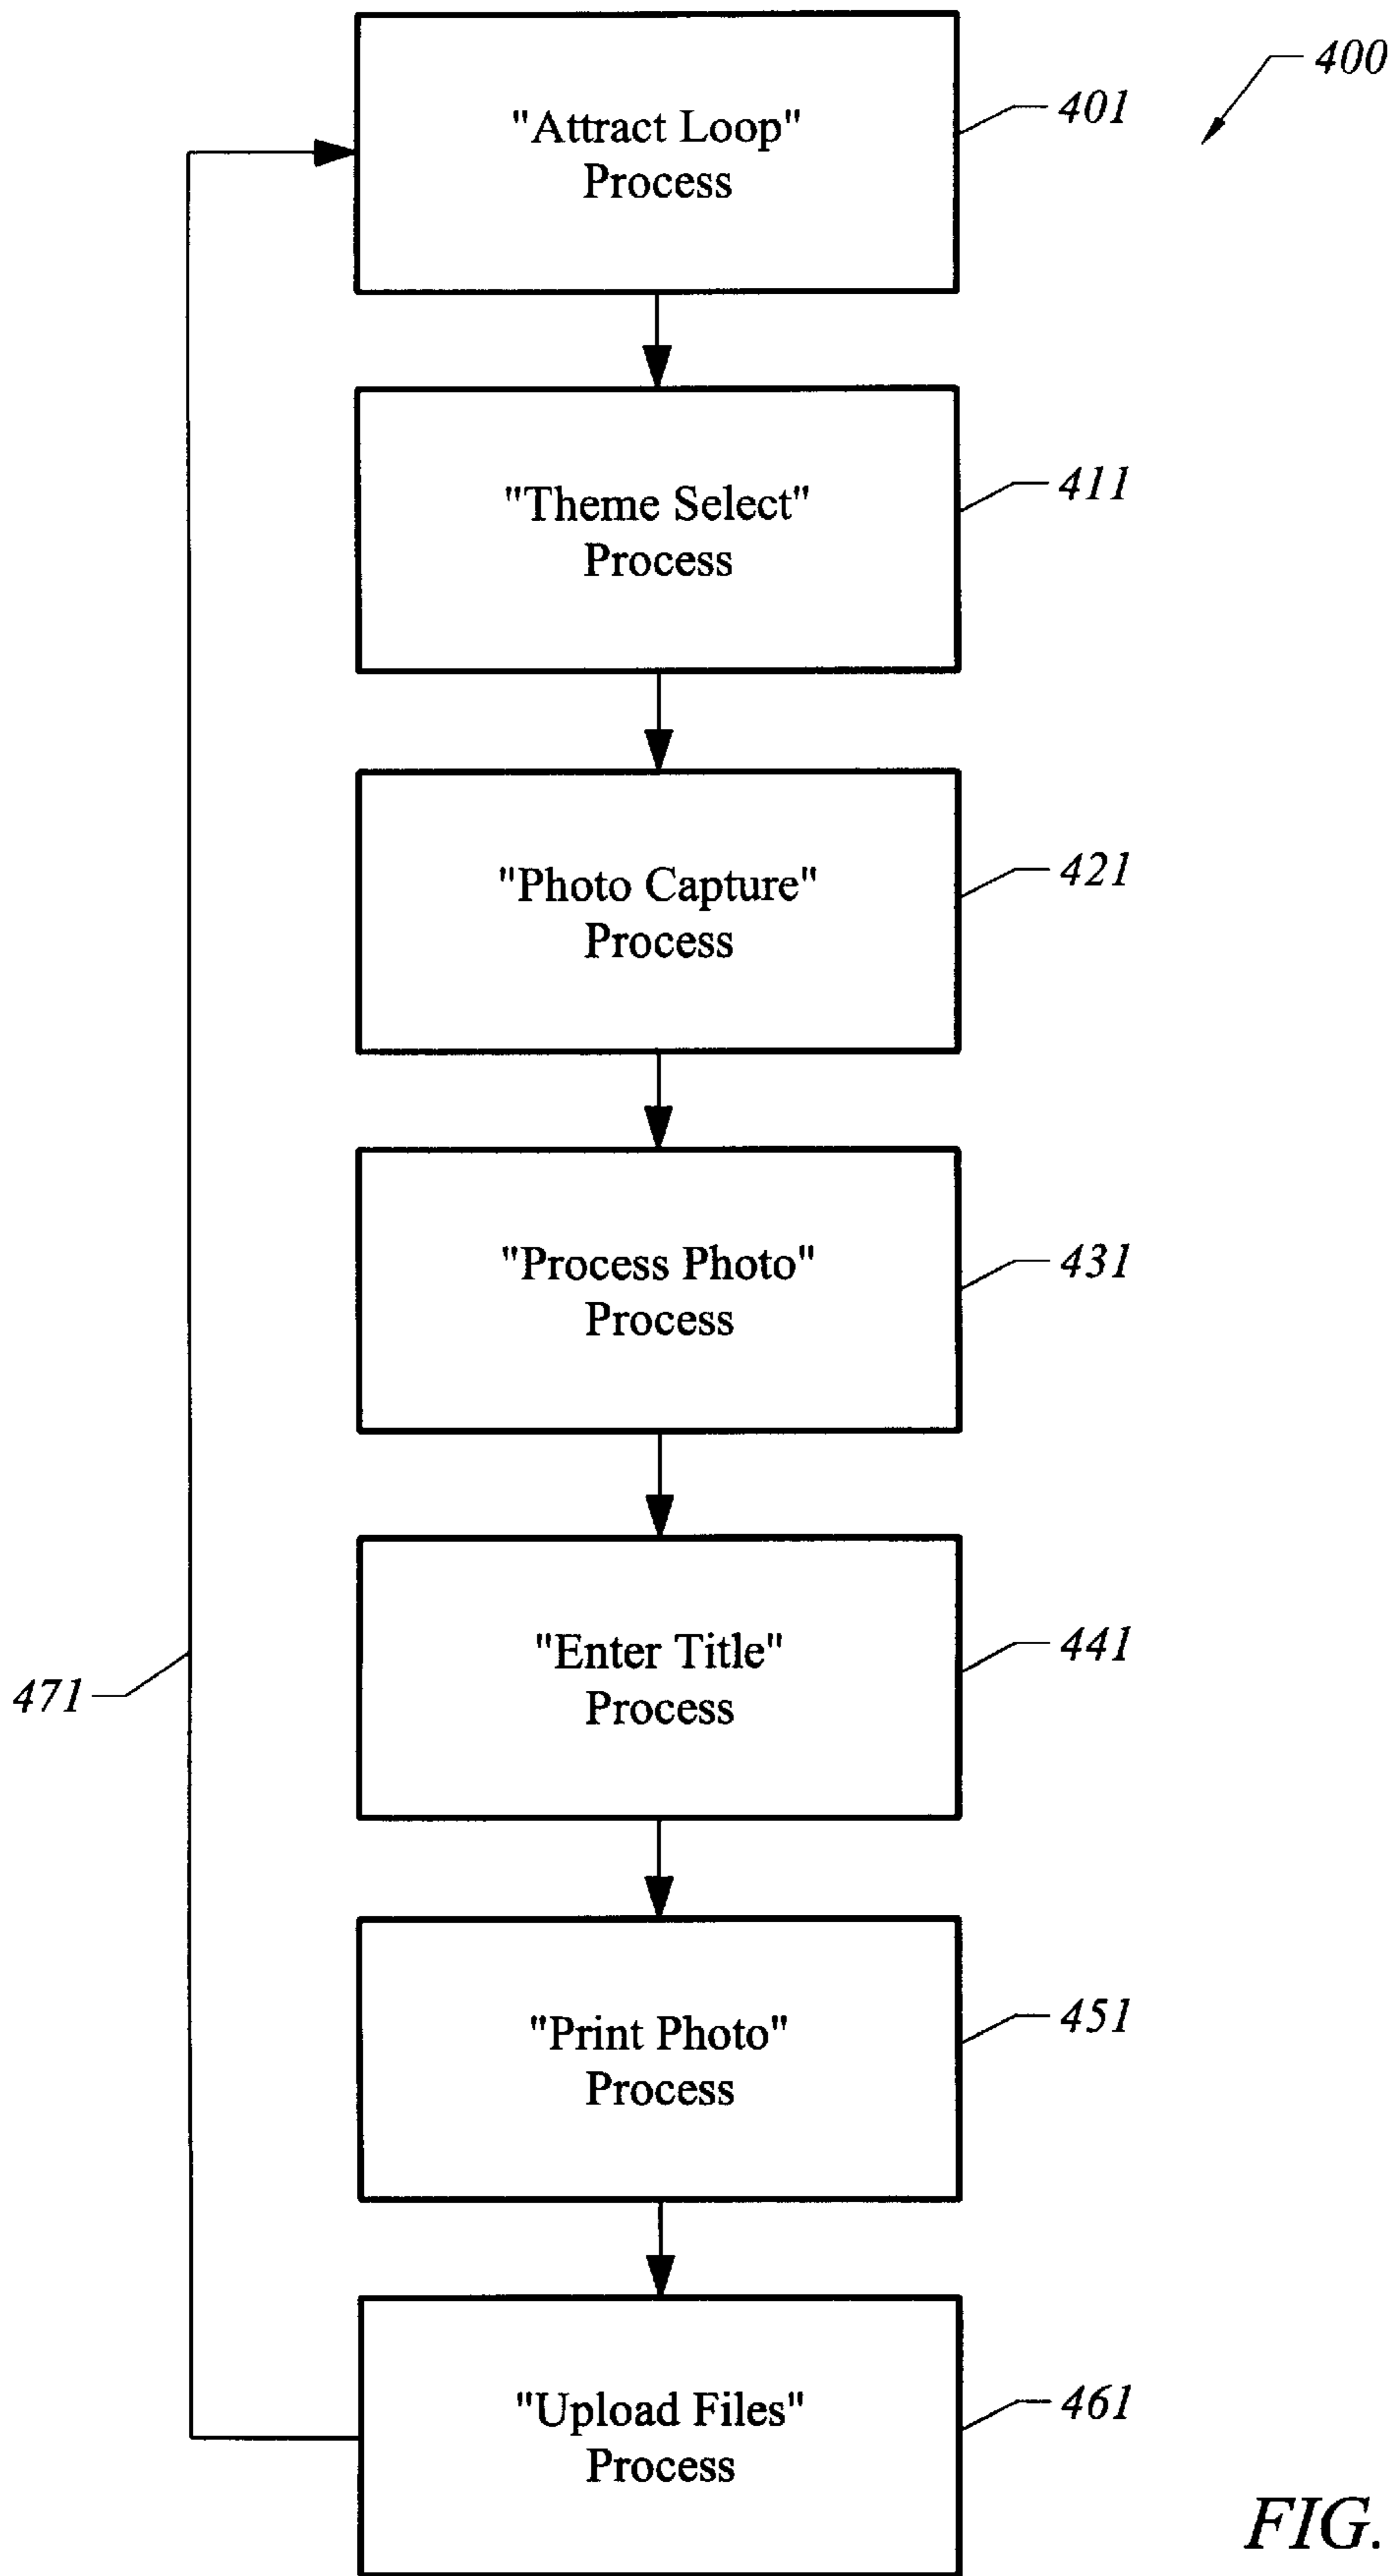 400
"Attract Loop"
Process
401
"Theme Select"
Process
411
"Photo Capture"
Process
421
"Process Photo"
Process
431
"Enter Title"
Process
441
471
"Print Photo"
Process
451
"Upload Files"
Process
461
FIG.